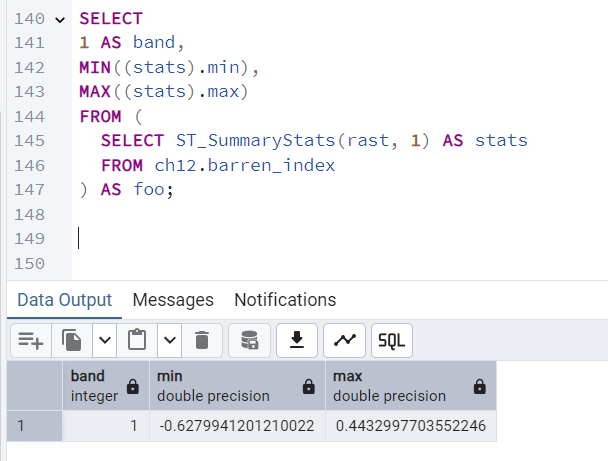 140 SELECT
141 1 AS band,
142 MIN((stats).min),
143 MAX((stats).max)
144 FROM (
145 SELECT ST_SummaryStats(rast, 1) AS stats
146 FROM ch12.barren_index
147 ) AS foo;
148
149
150
Data Output Messages Notifications
SQL
band min max
integer double precision double precision
1 1 -0.6279941201210022 0.4432997703552246